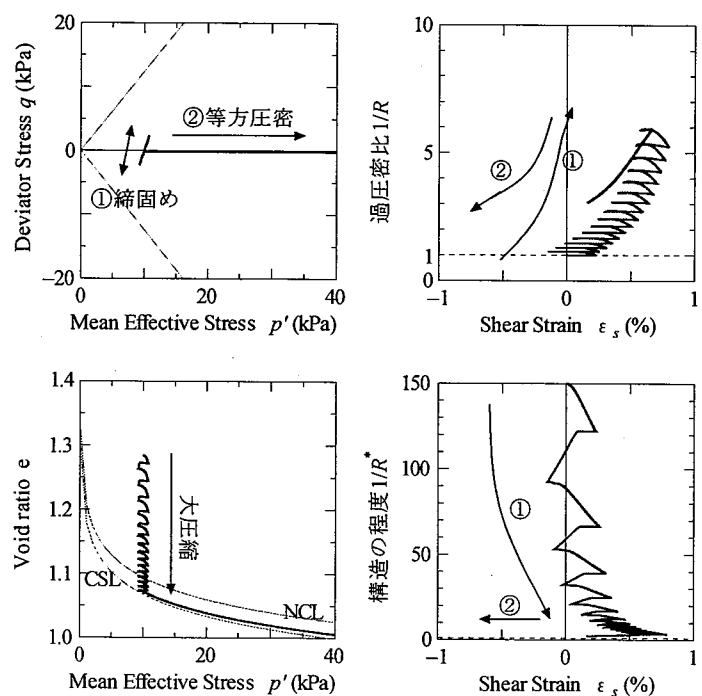 20
10
0
−10
−20
Deviator Stress q (kPa)
②等方圧密
①締固め
0
20
40
Mean Effective Stress p′ (kPa)
10
5
1
0
過圧密比1/R
②
①
−1
0
1
Shear Strain εs (%)
1.4
1.3
1.2
1.1
1.0
Void ratio e
大圧縮
CSL
NCL
0
20
40
Mean Effective Stress p′ (kPa)
150
100
50
0
構造の程度1/R*
①
②
−1
0
1
Shear Strain εs (%)